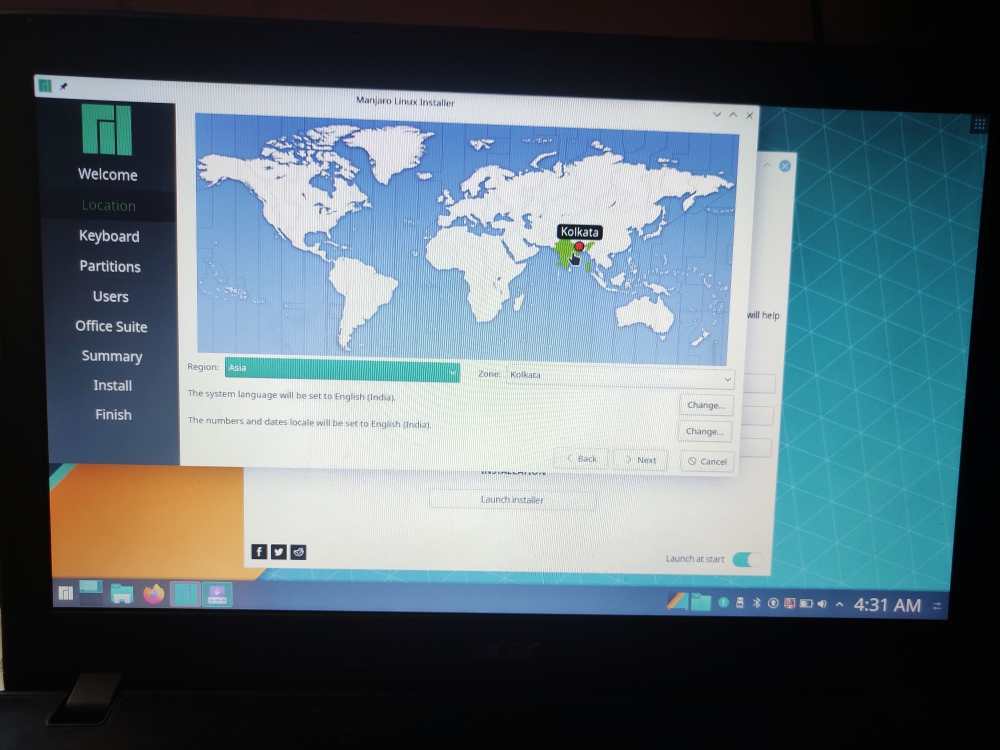 Manjaro Linux Installer
Welcome
Location
Keyboard
Partitions
Users
Office Suite
Summary
Install
Finish
Kolkata
Region: Asia
Zone: Kolkata
The system language will be set to English (India).
Change...
The numbers and dates locale will be set to English (India).
Change...
Back
Next
Cancel
will help
INSTALLATION
Launch installer
Launch at start
4:31 AM
acer